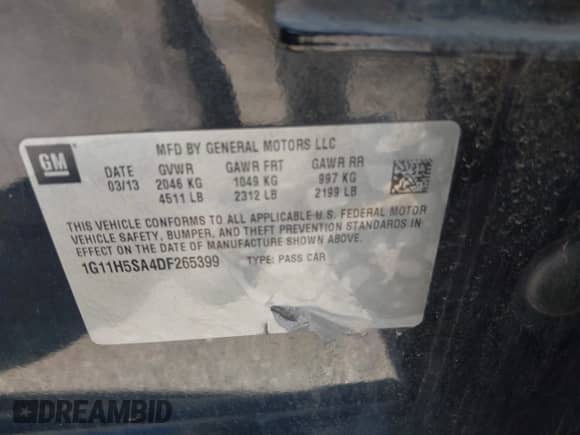 GM
MFD BY GENERAL MOTORS LLC
DATE GVWR GAWR FRT GAWR RR
03/13 2046 KG 1049 KG 997 KG
4511 LB 2312 LB 2199 LB
THIS VEHICLE CONFORMS TO ALL APPLICABLE U.S. FEDERAL MOTOR
VEHICLE SAFETY, BUMPER, AND THEFT PREVENTION STANDARDS IN
EFFECT ON THE DATE OF MANUFACTURE SHOWN ABOVE.
1G11H5SA4DF265399 TYPE: PASS CAR
DREAMBID